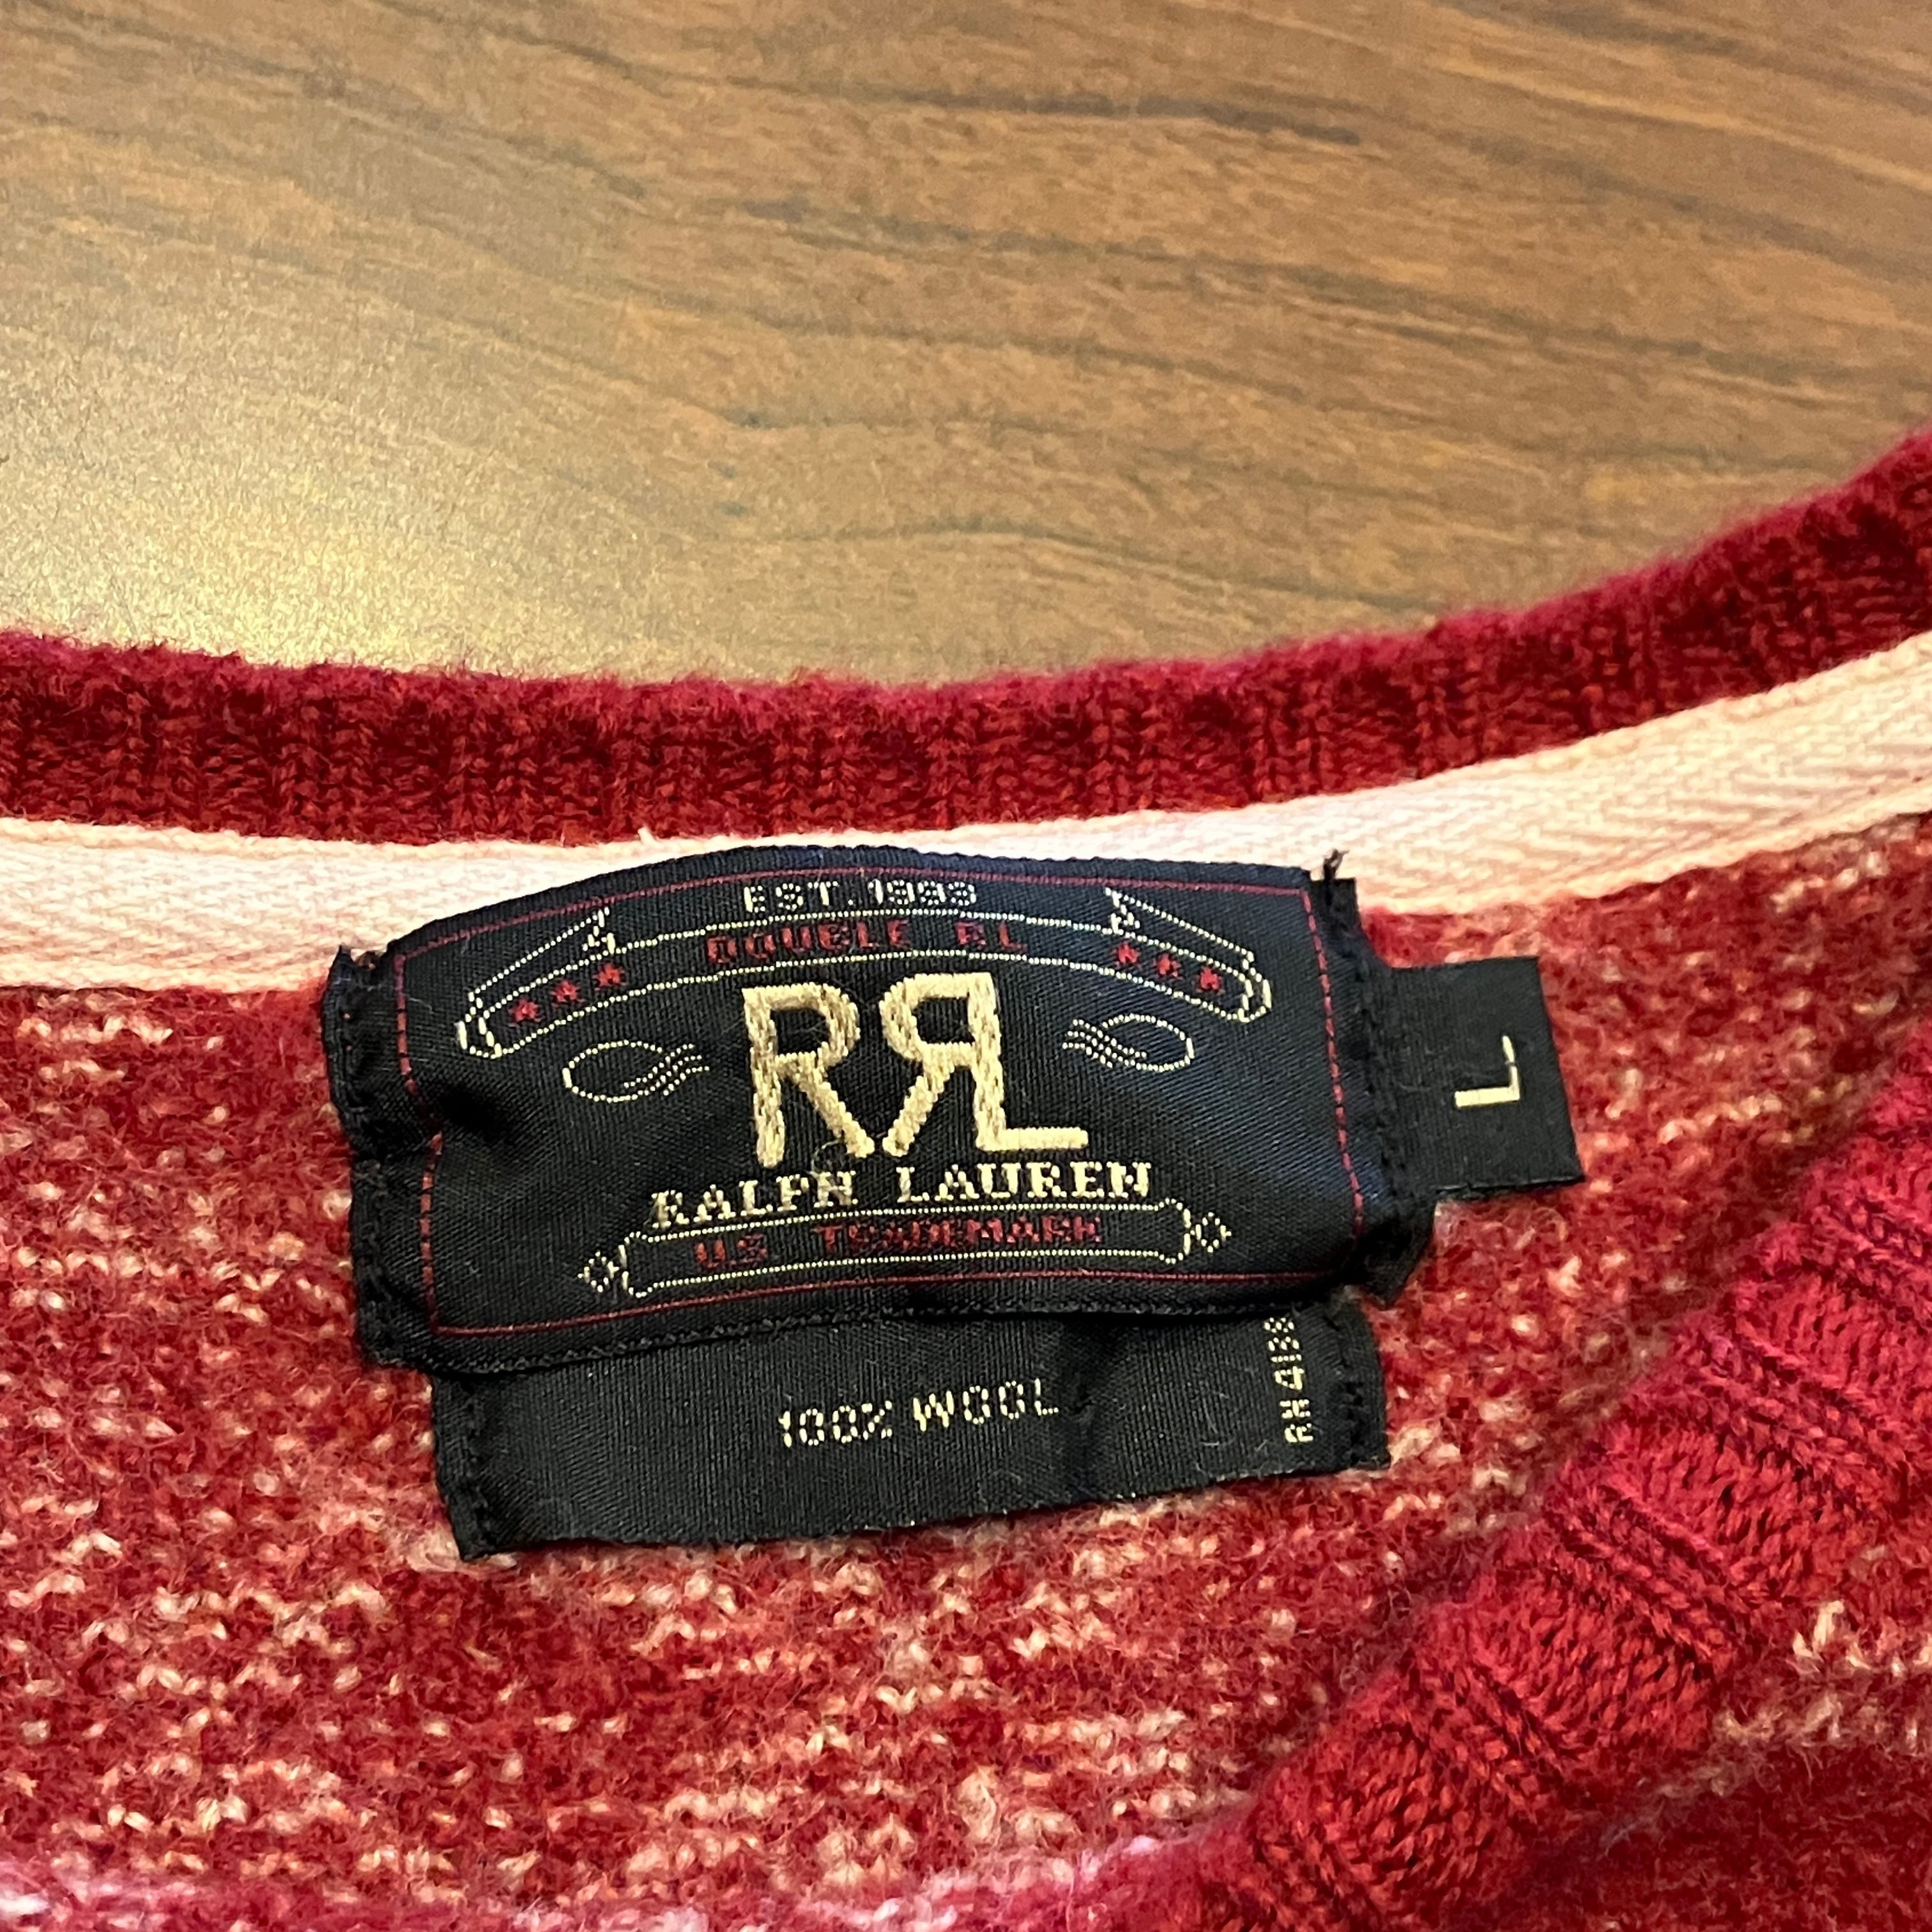 EST. 1993
DOUBLE RL
RRL
RALPH LAUREN
U.S. TRADEMARK
L
100% WOOL